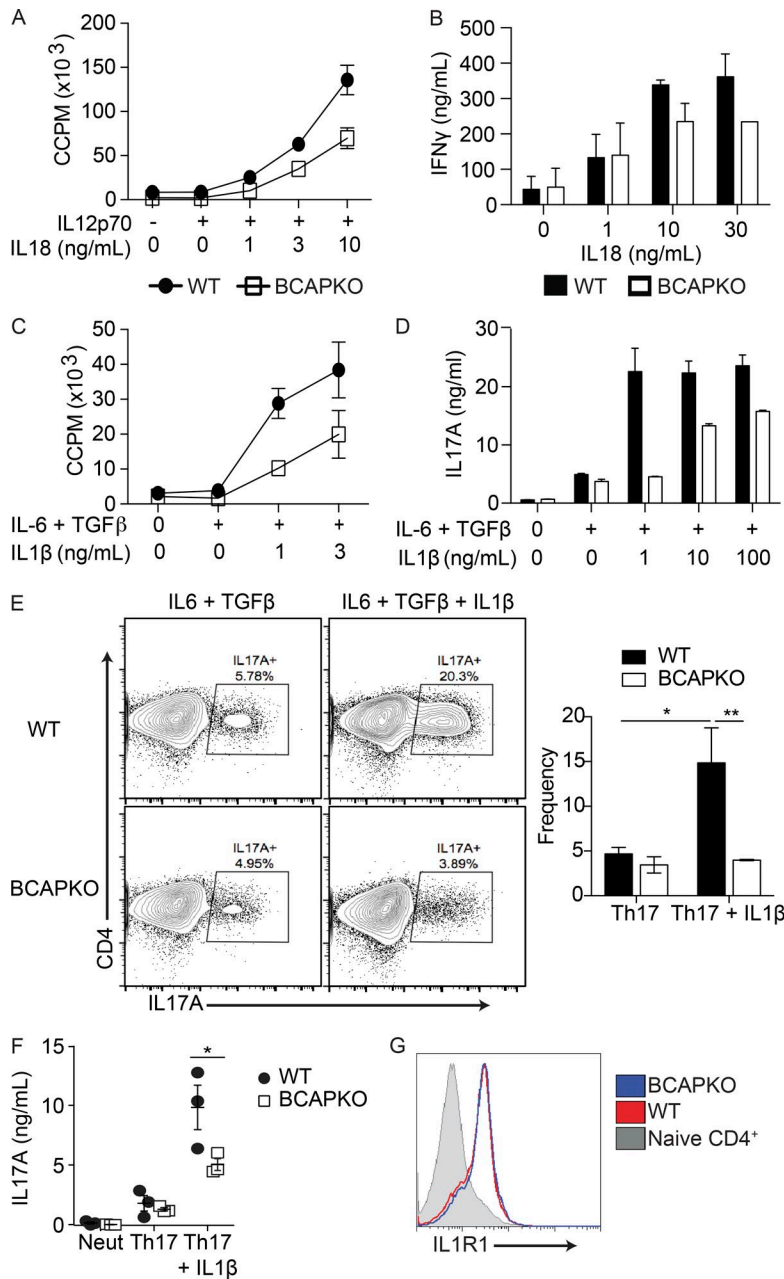 A
CCPM (x10³)
200
150
100
50
0
IL12p70 - + + + +
IL18 (ng/mL) 0 0 1 3 10
WT BCAPKO
B
IFNγ (ng/mL)
500
400
300
200
100
0
0 1 10 30
IL18 (ng/mL)
WT BCAPKO
C
CCPM (x10³)
50
40
30
20
10
0
IL-6 + TGFβ 0 + + +
IL1β (ng/mL) 0 0 1 3
D
IL17A (ng/ml)
30
20
10
0
IL-6 + TGFβ 0 + + + +
IL1β (ng/mL) 0 0 1 10 100
E
IL6 + TGFβ IL6 + TGFβ + IL1β
WT
IL17A+
5.78%
IL17A+
20.3%
BCAPKO
IL17A+
4.95%
IL17A+
3.89%
CD4
IL17A
WT
BCAPKO
Frequency
20
15
10
5
0
* **
Th17 Th17 + IL1β
F
IL17A (ng/mL)
15
10
5
0
*
Neut Th17 Th17
+ IL1β
WT
BCAPKO
G
IL1R1
BCAPKO
WT
Naive CD4⁺